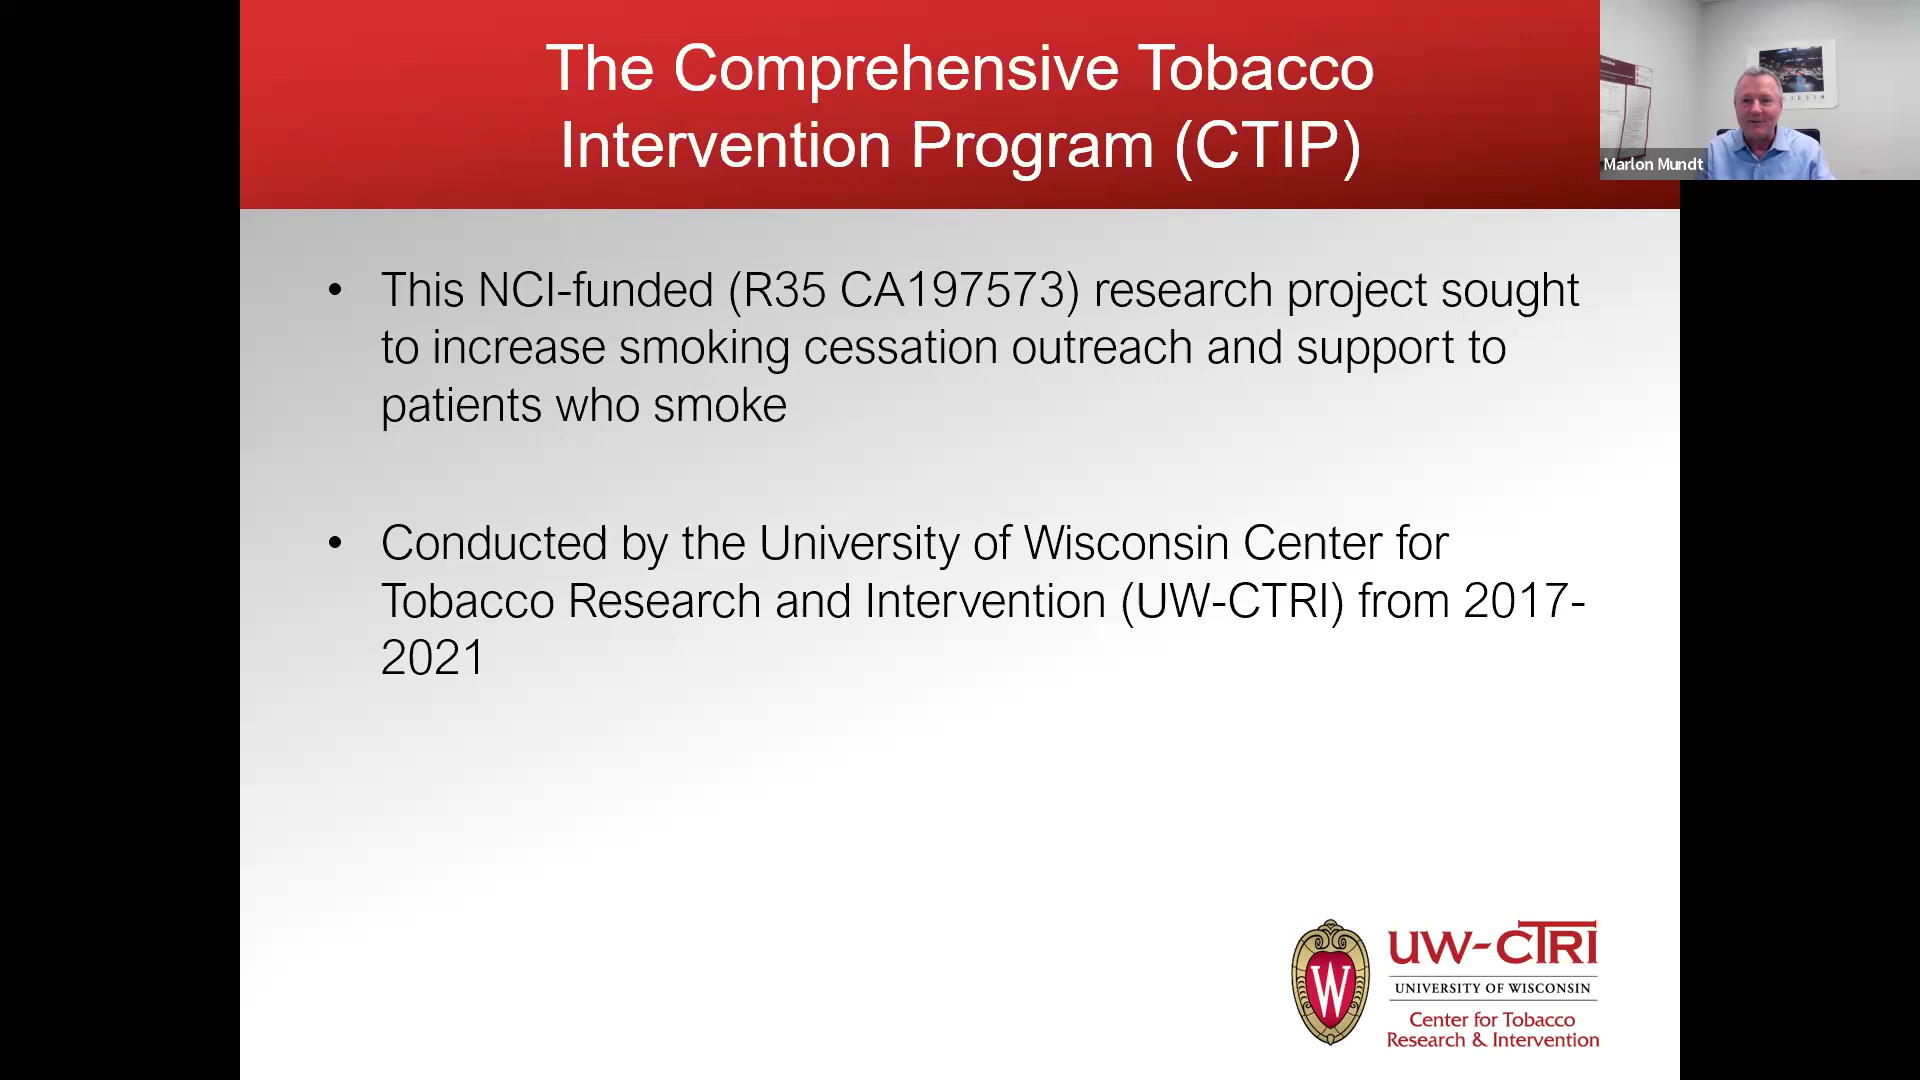 The Comprehensive Tobacco
Intervention Program (CTIP)
Marlon Mundt
• This NCI-funded (R35 CA197573) research project sought
to increase smoking cessation outreach and support to
patients who smoke
• Conducted by the University of Wisconsin Center for
Tobacco Research and Intervention (UW-CTRI) from 2017-
2021
W
UW-CTRI
UNIVERSITY OF WISCONSIN
Center for Tobacco
Research & Intervention